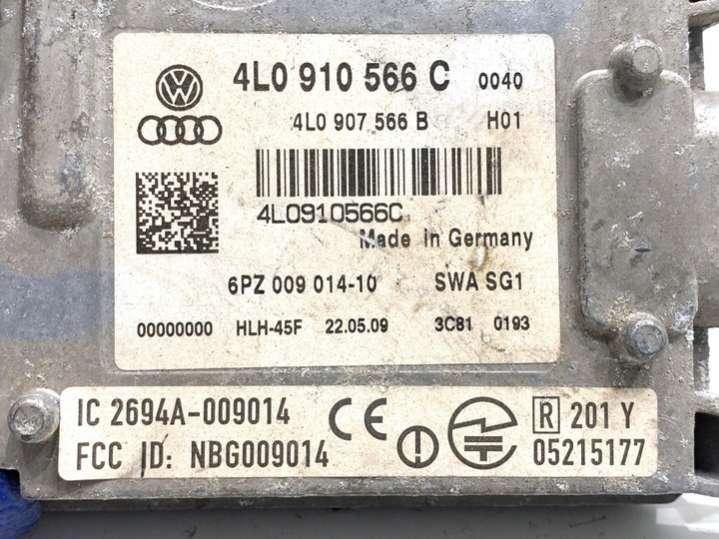 4L0 910 566 C 0040
4L0 907 566 B H01
4L0910566C
Made in Germany
6PZ 009 014-10 SWA SG1
00000000 HLH-45F 22.05.09 3C81 0193
IC 2694A-009014
FCC ID: NBG009014
CE
R 201 Y
05215177